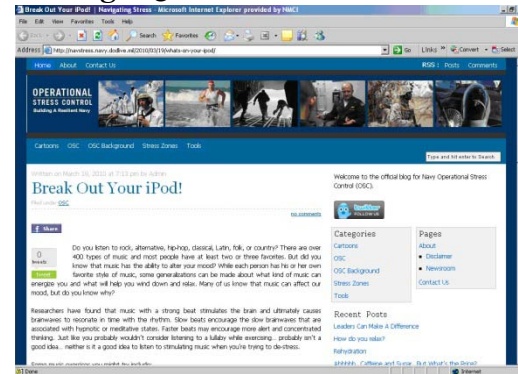 Break Out Your iPod! | Navigating Stress - Microsoft Internet Explorer provided by NMCI
File Edit View Favorites Tools Help
Back
Search Favorites
Address http://navstress.navy.dodlive.mil/2010/03/19/whats-on-your-ipod/
Go Links » Convert Select
Home About Contact Us
RSS : Posts Comments
OPERATIONAL
STRESS CONTROL
Building A Resilient Navy
Cartoons OSC OSC Background Stress Zones Tools
Type and hit enter to Search
Written on March 19, 2010 at 7:13 pm by Admin
Break Out Your iPod!
Filed under OSC
no comments
Share
0
tweets
tweet
Do you listen to rock, alternative, hip-hop, classical, Latin, folk, or country? There are over
400 types of music and most people have at least two or three favorites. But did you
know that music has the ability to alter your mood? While each person has his or her own
favorite style of music, some generalizations can be made about what kind of music can
energize you and what will help you wind down and relax. Many of us know that music can affect our
mood, but do you know why?
Researchers have found that music with a strong beat stimulates the brain and ultimately causes
brainwaves to resonate in time with the rhythm. Slow beats encourage the slow brainwaves that are
associated with hypnotic or meditative states. Faster beats may encourage more alert and concentrated
thinking. Just like you probably wouldn't consider listening to a lullaby while exercising... probably isn't a
good idea... neither is it a good idea to listen to stimulating music when you're trying to de-stress.
Welcome to the official blog for Navy Operational Stress
Control (OSC).
twitter
FOLLOW US
Categories
Cartoons
OSC
OSC Background
Stress Zones
Tools
Pages
About
Disclaimer
Newsroom
Contact Us
Recent Posts
Leaders Can Make A Difference
How do you relax?
Rehydration
Ahhhhh, Caffeine and Sugar...But What's the Price?
Done
Internet